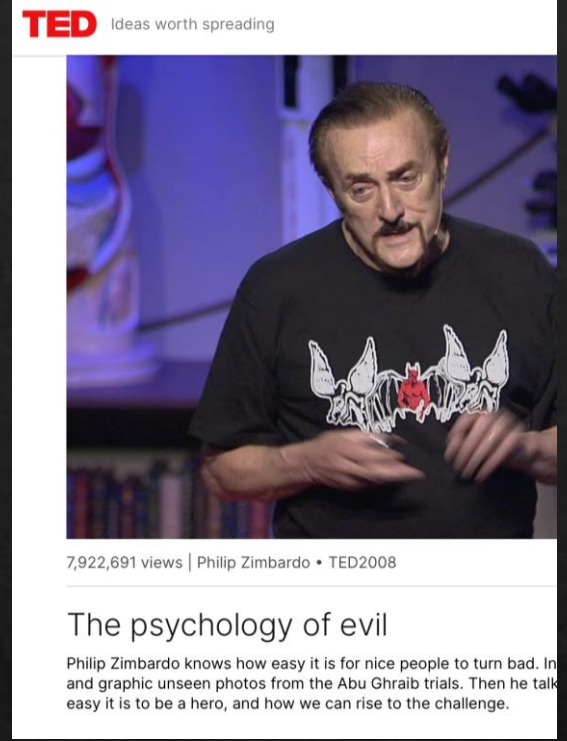 TED Ideas worth spreading
7,922,691 views | Philip Zimbardo • TED2008
The psychology of evil
Philip Zimbardo knows how easy it is for nice people to turn bad. In
and graphic unseen photos from the Abu Ghraib trials. Then he talk
easy it is to be a hero, and how we can rise to the challenge.